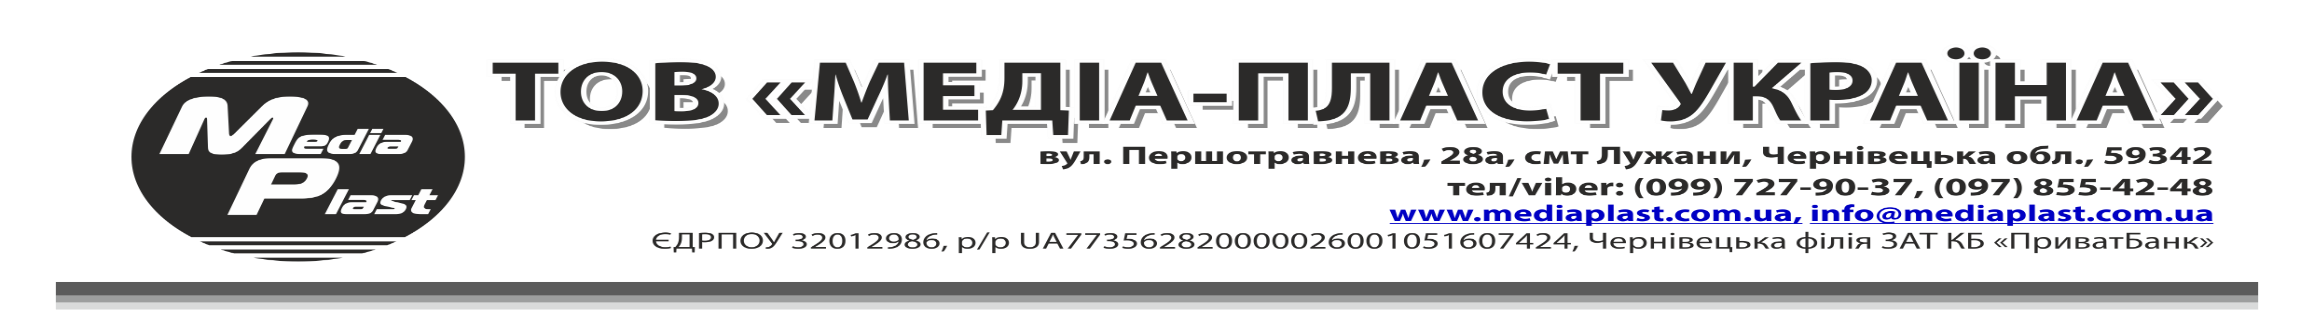 Media
Plast
ТОВ «МЕДІА-ПЛАСТ УКРАЇНА»
вул. Першотравнева, 28а, смт Лужани, Чернівецька обл., 59342
тел/viber: (099) 727-90-37, (097) 855-42-48
www.mediaplast.com.ua, info@mediaplast.com.ua
ЄДРПОУ 32012986, р/р UA773562820000026001051607424, Чернівецька філія ЗАТ КБ «ПриватБанк»